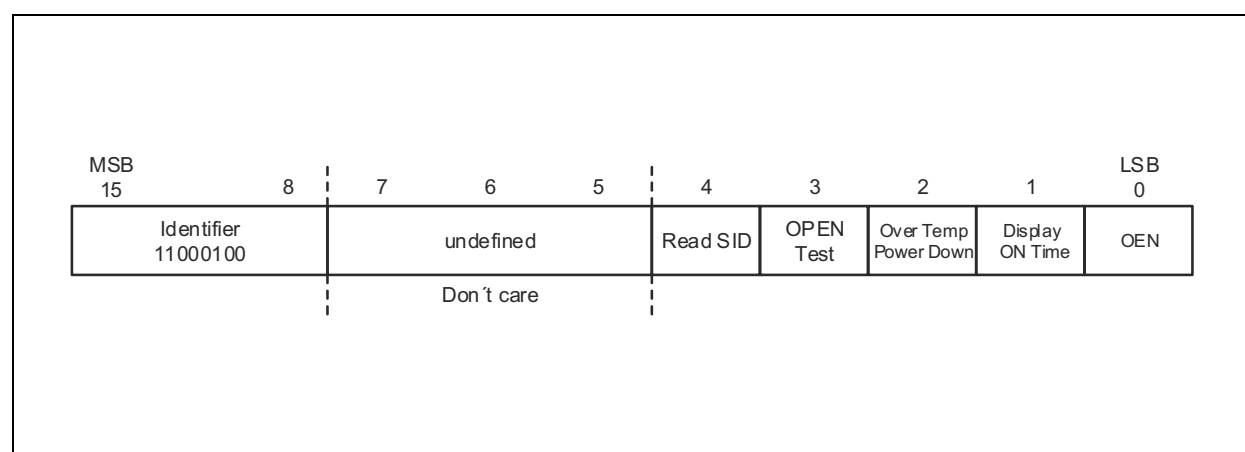 MSB
LSB
15
8
7
6
5
4
3
2
1
0
Identifier
11000100
undefined
Read SID
OPEN
Test
Over Temp
Power Down
Display
ON Time
OEN
Don´t care